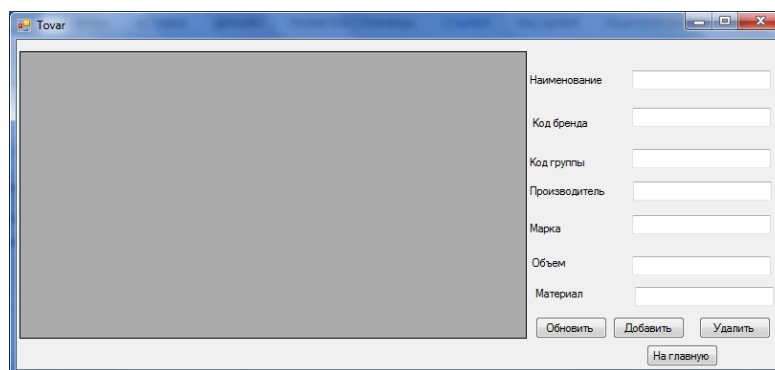 Tovar
Наименование
Код бренда
Код группы
Производитель
Марка
Объем
Материал
Обновить Добавить Удалить
На главную